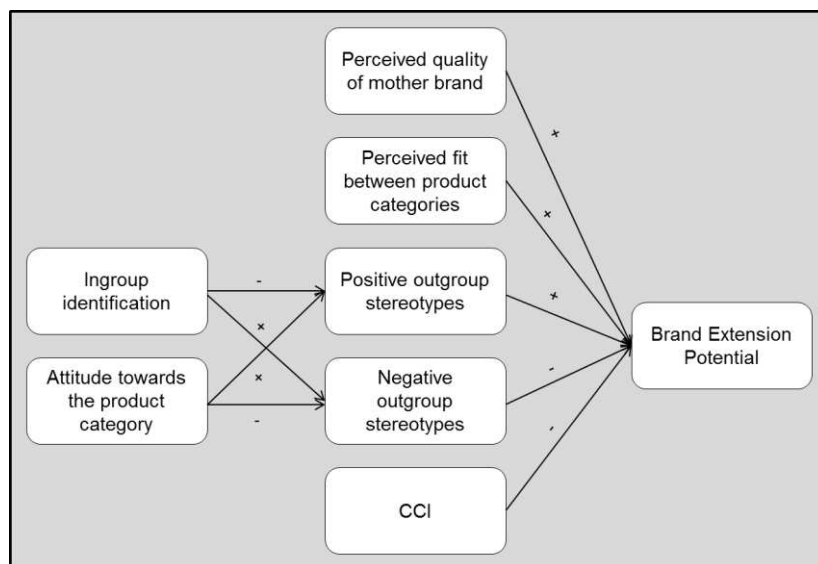 Perceived quality
of mother brand
+
Perceived fit
between product
categories
+
Ingroup
identification
-
Positive outgroup
stereotypes
+
+
Brand Extension
Potential
Attitude towards
the product
category
+
-
Negative
outgroup
stereotypes
-
-
CCI